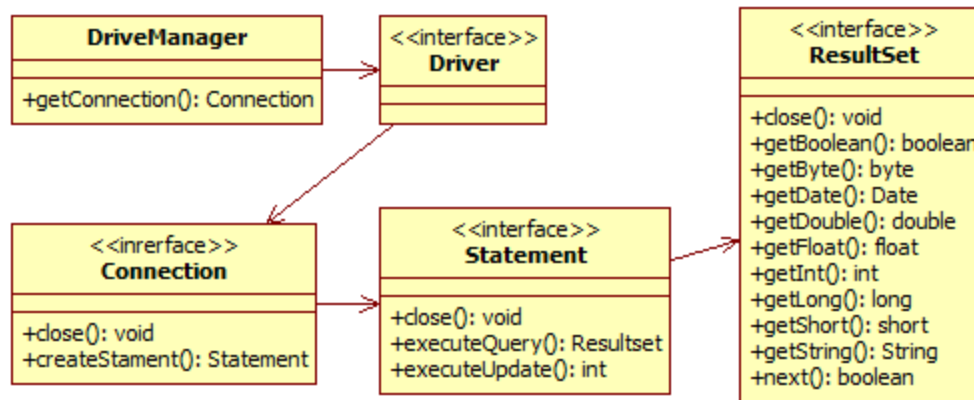 DriveManager
+getConnection(): Connection
<<interface>>
Driver
<<interface>>
ResultSet
+close(): void
+getBoolean(): boolean
+getByte(): byte
+getDate(): Date
+getDouble(): double
+getFloat(): float
+getInt(): int
+getLong(): long
+getShort(): short
+getString(): String
+next(): boolean
<<inrerface>>
Connection
+close(): void
+createStament(): Statement
<<interface>>
Statement
+close(): void
+executeQuery(): Resultset
+executeUpdate(): int